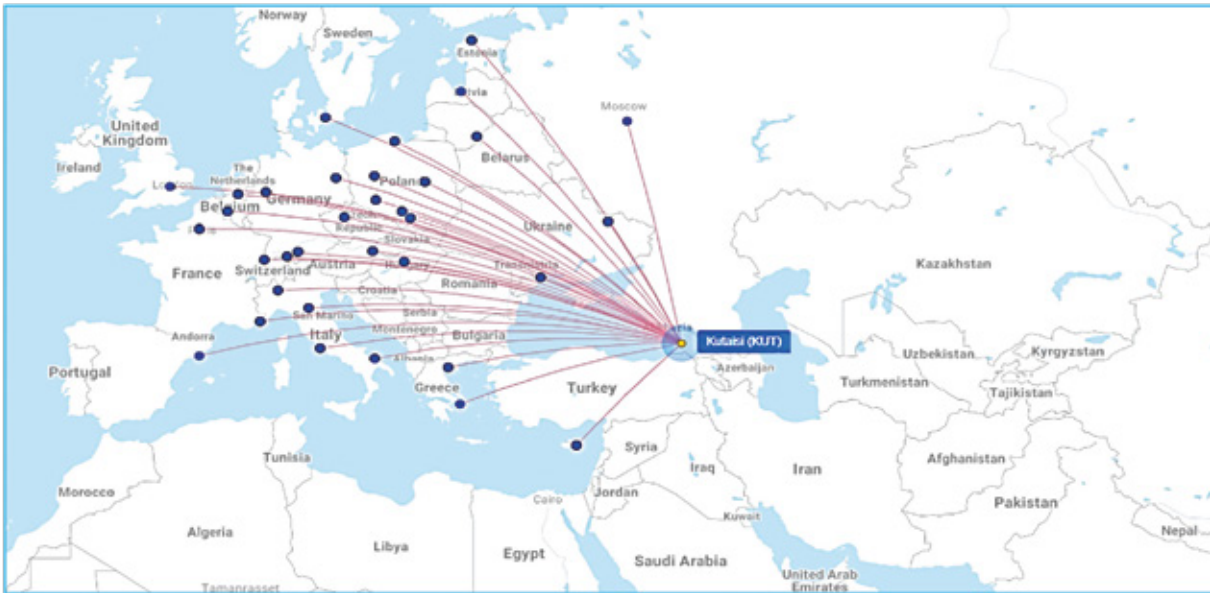 Norway
Sweden
Estonia
Moscow
United
Kingdom
Ireland
Belarus
The
Netherlands
Poland
Germany
Belgium
Republic
Ukraine
Slovakia
France
Switzerland
Austria
Hungary
Transnistria
Romania
Kazakhstan
Croatia
San Marino
Serbia
Italy
Andorra
Montenegro
Bulgaria
Albania
Kutaisi (KUT)
Portugal
Greece
Turkey
Azerbaijan
Uzbekistan
Kyrgyzstan
Turkmenistan
Tajikistan
Syria
Tunisia
Iraq
Iran
Afghanistan
Morocco
Cairo
Jordan
Pakistan
Kuwait
Algeria
Libya
Egypt
Saudi Arabia
Nepal
United Arab
Emirates
Tamanrasset